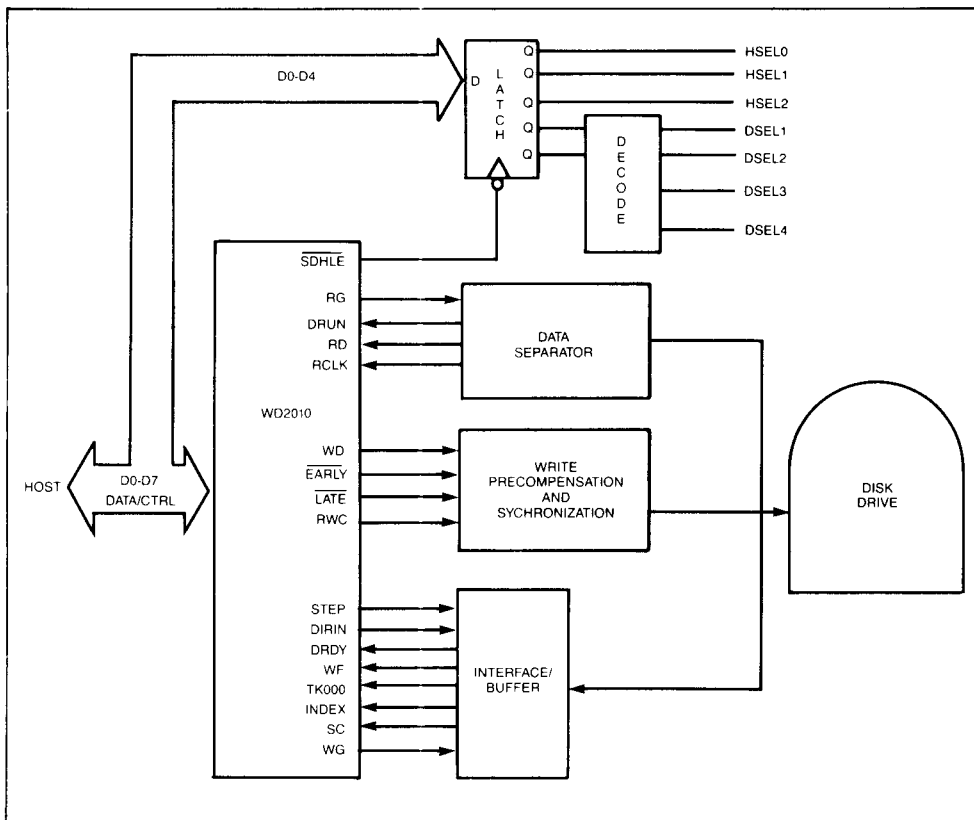 D0-D4
D
LATCH
Q
Q
Q
Q
Q
HSEL0
HSEL1
HSEL2
DSEL1
DSEL2
DSEL3
DSEL4
DECODE
SDHLE
RG
DRUN
RD
RCLK
DATA
SEPARATOR
WD2010
WD
EARLY
LATE
RWC
WRITE
PRECOMPENSATION
AND
SYCHRONIZATION
HOST
D0-D7
DATA/CTRL
DISK
DRIVE
STEP
DIRIN
DRDY
WF
TK000
INDEX
SC
WG
INTERFACE/
BUFFER